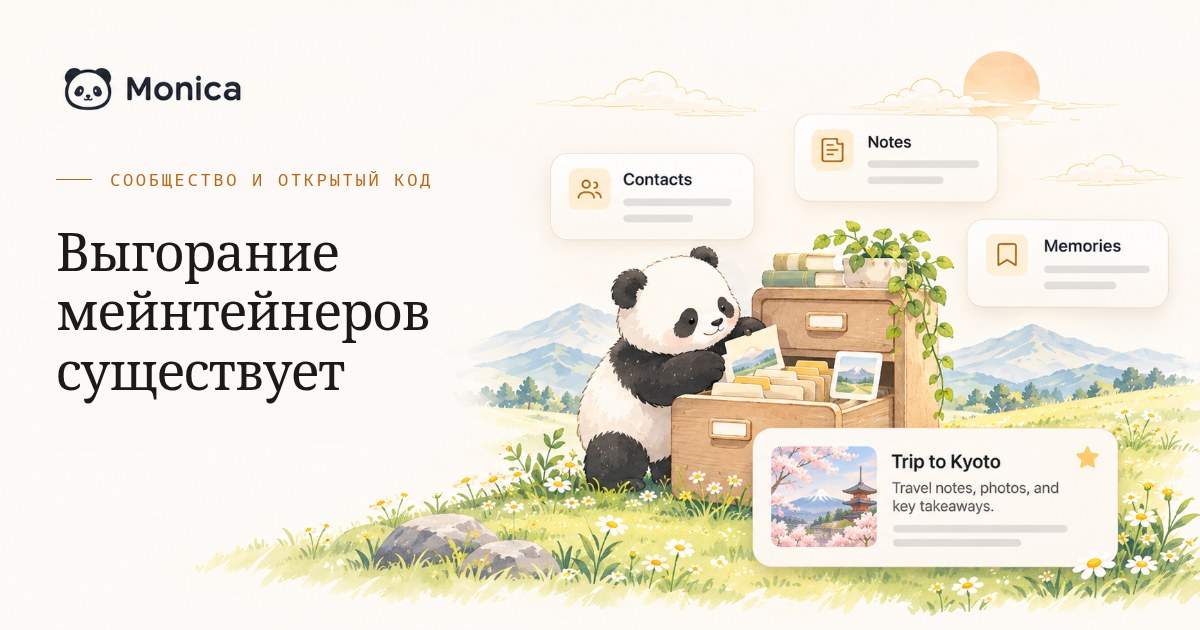 Monica
СООБЩЕСТВО И ОТКРЫТЫЙ КОД
Выгорание
мейнтейнеров
существует
Contacts
Notes
Memories
Trip to Kyoto
Travel notes, photos, and
key takeaways.